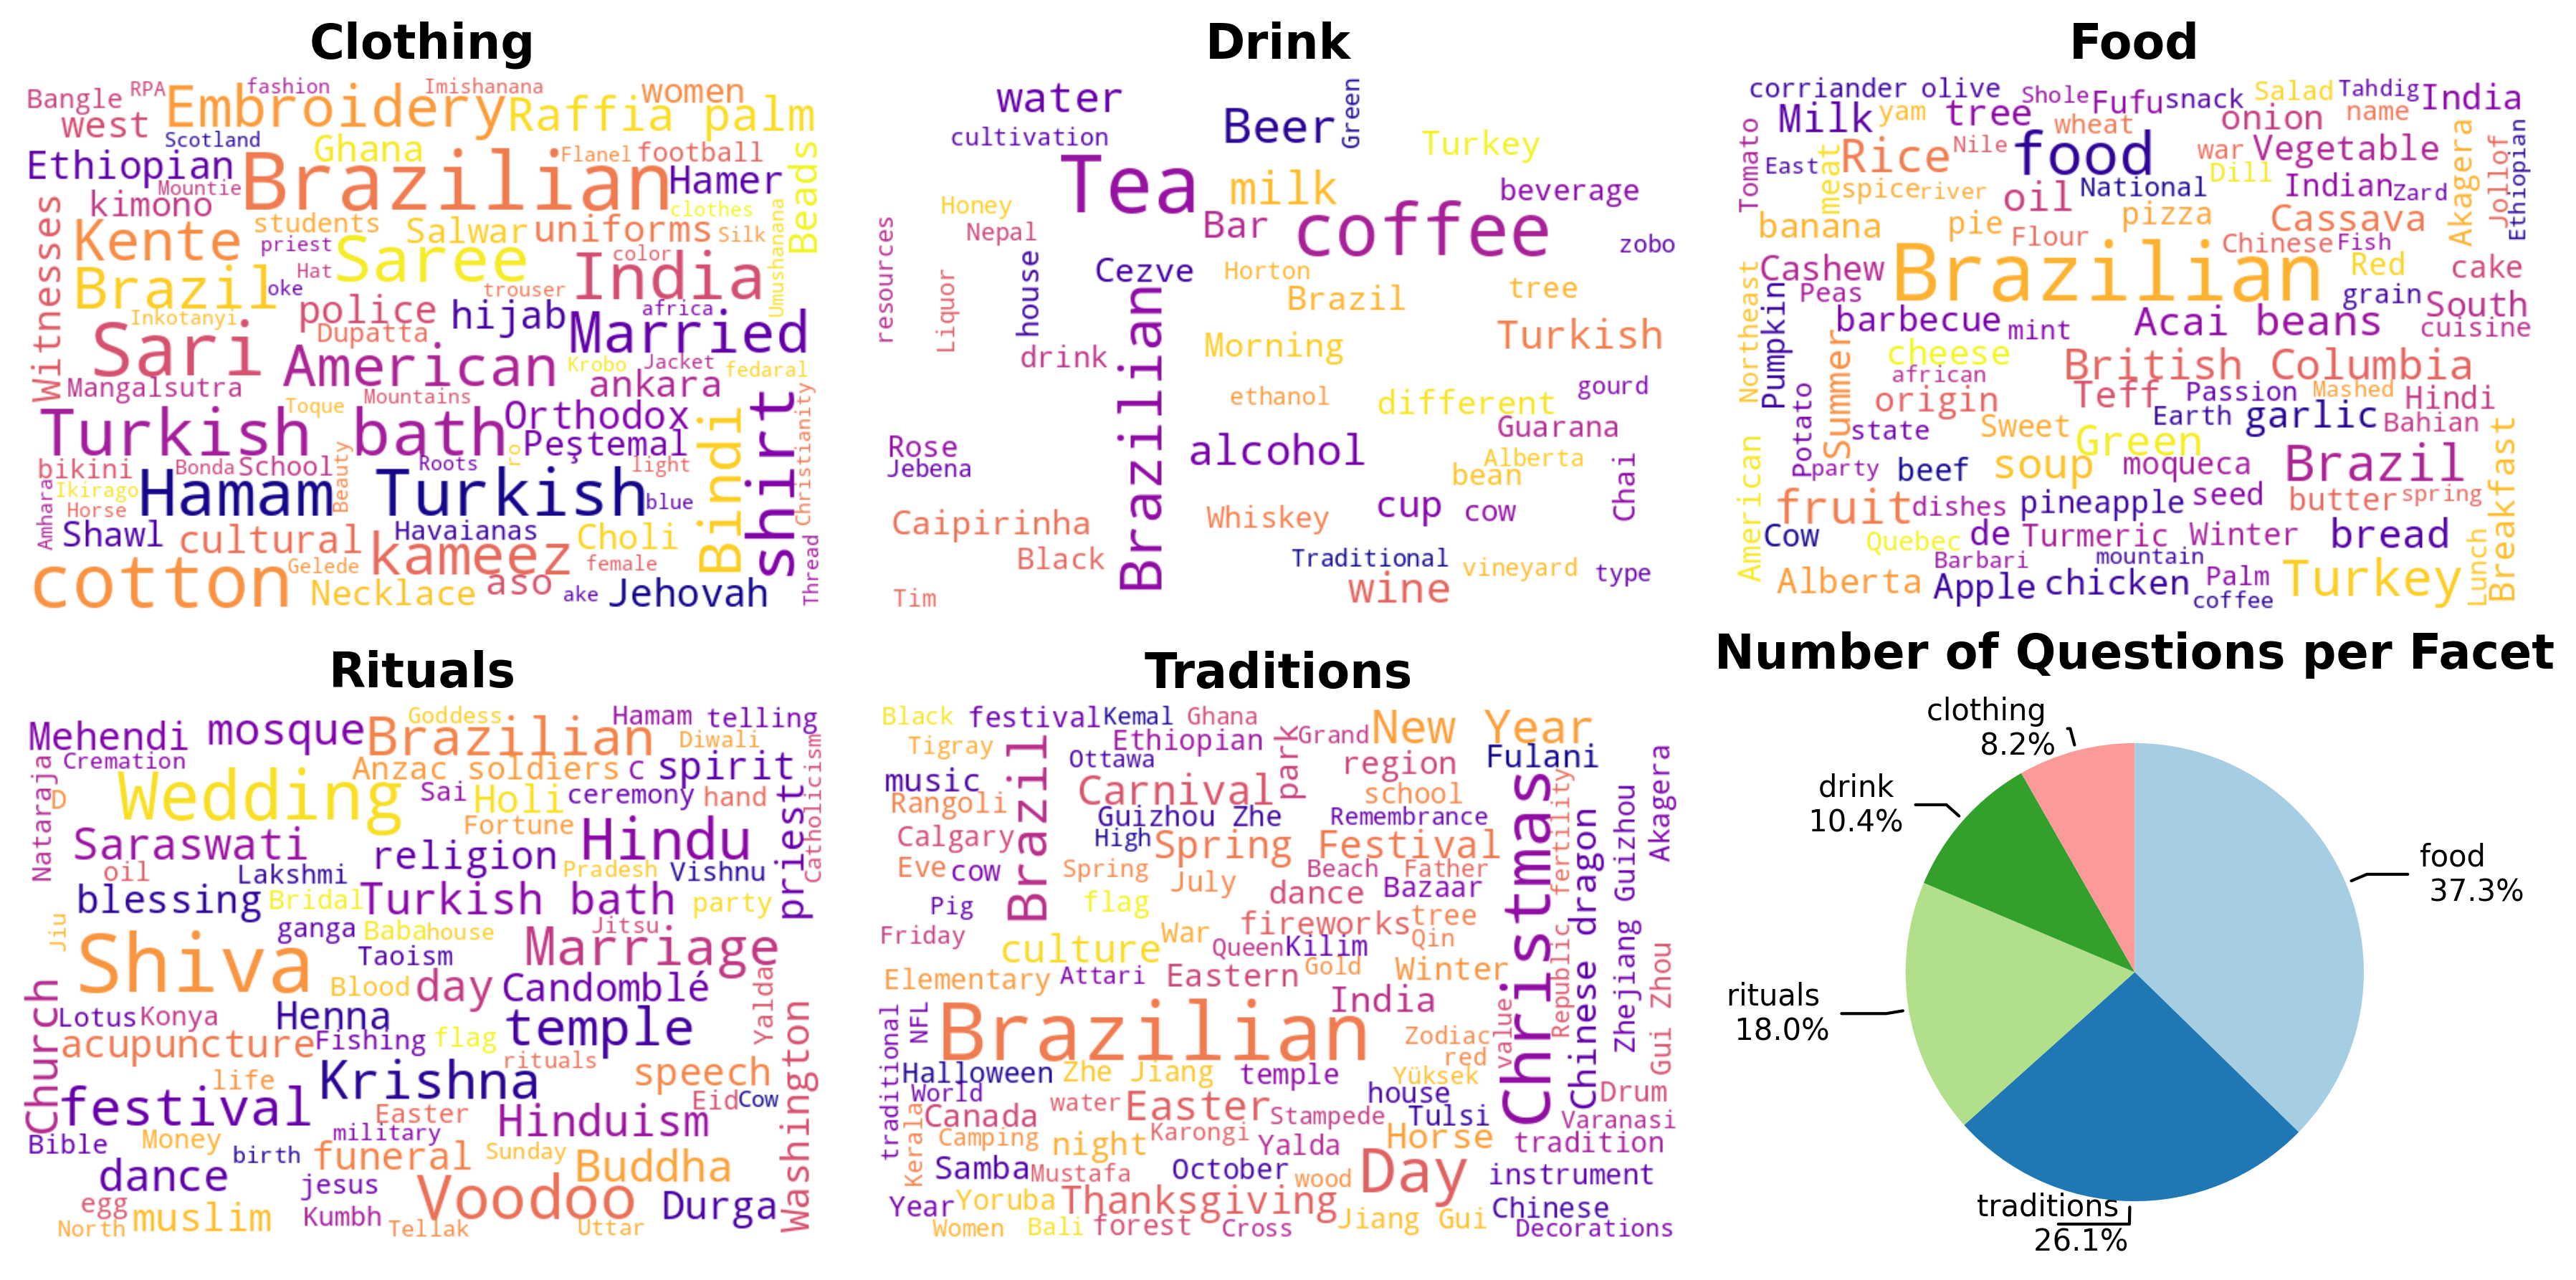 Clothing
Bangle RPA fashion Imishanana women
Embroidery Raffia palm
west Scotland Ghana Flanel football
Ethiopian Brazilian Hamer Beads
Mountie kimono clothes
Witnesses students Salwar uniforms Silk Umushanana
Kente priest Saree color India
Brazil Hat oke trouser
Inkotanyi police hijab africa Married
Dupatta
Sari American Krobo Jacket fedaral
Mangalsutra Mountains ankara
Toque Orthodox shirt Christianity
Turkish bath Peştemal Bindi
bikini Bonda School Beauty Roots ro light
Amhara Ikirago Hamam Turkish blue
Horse
Shawl cultural Havaianas Choli
Gelede kameez female Thread
cotton Necklace aso ake Jehovah
Drink
water Beer Green
cultivation Turkey
Tea milk beverage
Honey Bar coffee
resources Nepal zobo
Liquor house Cezve Horton tree
Brazil
drink Brazilian Morning Turkish
ethanol gourd
different
Rose alcohol Guarana
Jebena Alberta Chai
bean
Caipirinha Whiskey cup cow
Black Traditional vineyard type
Tim wine
Food
corriander olive Shole Fufu snack Salad Tahdig India
Milk yam tree wheat onion name
Tomato East meat Rice Nile food war Vegetable Akagera Jollof Ethiopian
spice river oil National Dill Indian Zard
banana pie Flour pizza Cassava
Chinese Fish
Northeast Cashew Brazilian Red cake
Peas grain South
Pumpkin barbecue mint Acai beans cuisine
Summer cheese British Columbia
african
Potato origin Teff Passion Mashed Hindi
state Sweet Earth garlic Bahian
American party Green Breakfast
beef soup moqueca Brazil
fruit dishes pineapple seed butter spring
Cow Quebec de Turmeric Winter bread
Barbari mountain
Alberta Apple chicken Palm coffee Turkey Lunch
Rituals
Mehendi mosque Goddess Brazilian Hamam telling
Cremation Diwali
Nataraja D Wedding Anzac soldiers c spirit Catholicism
Sai Holi ceremony hand priest
Saraswati Fortune Hindu
oil Lakshmi religion Pradesh Vishnu
blessing Bridal Turkish bath party
Jiu ganga Baba house Jitsu
Shiva Taoism Marriage
Church Blood day Candomblé Yalda
Lotus Konya Henna temple Washington
acupuncture Fishing flag rituals
life Krishna speech
festival Easter Hinduism Eid Cow
Bible Money military
birth funeral Sunday Buddha
dance jesus Voodoo Durga
egg
North muslim Kumbh Tellak Uttar
Traditions
Black festival Kemal Ghana park Grand New Year
Tigray Ethiopian Fulani
music Brazil Ottawa region Akagera
Rangoli Carnival school fertility
Calgary Guizhou Zhe Remembrance Christmas
High Spring Festival Chinese dragon Zhejiang Guizhou
Eve cow Spring July Beach Father
Pig flag dance Bazaar
Friday culture War fireworks tree
Queen Kilim Qin
Elementary Attari Eastern Gold Winter Gui Zhou
NFL Brazilian India Republic
traditional Zodiac value
red
Halloween Zhe Jiang temple Yüksek
World house Drum
Kerala Canada water Easter Stampede Tulsi Varanasi
Camping night Karongi Yalda Horse tradition
Samba Mustafa October wood Day instrument
Year Yoruba Thanksgiving Chinese
Women Bali forest Cross Jiang Gui Decorations
Number of Questions per Facet
clothing
8.2%
drink
10.4%
food
37.3%
rituals
18.0%
traditions
26.1%